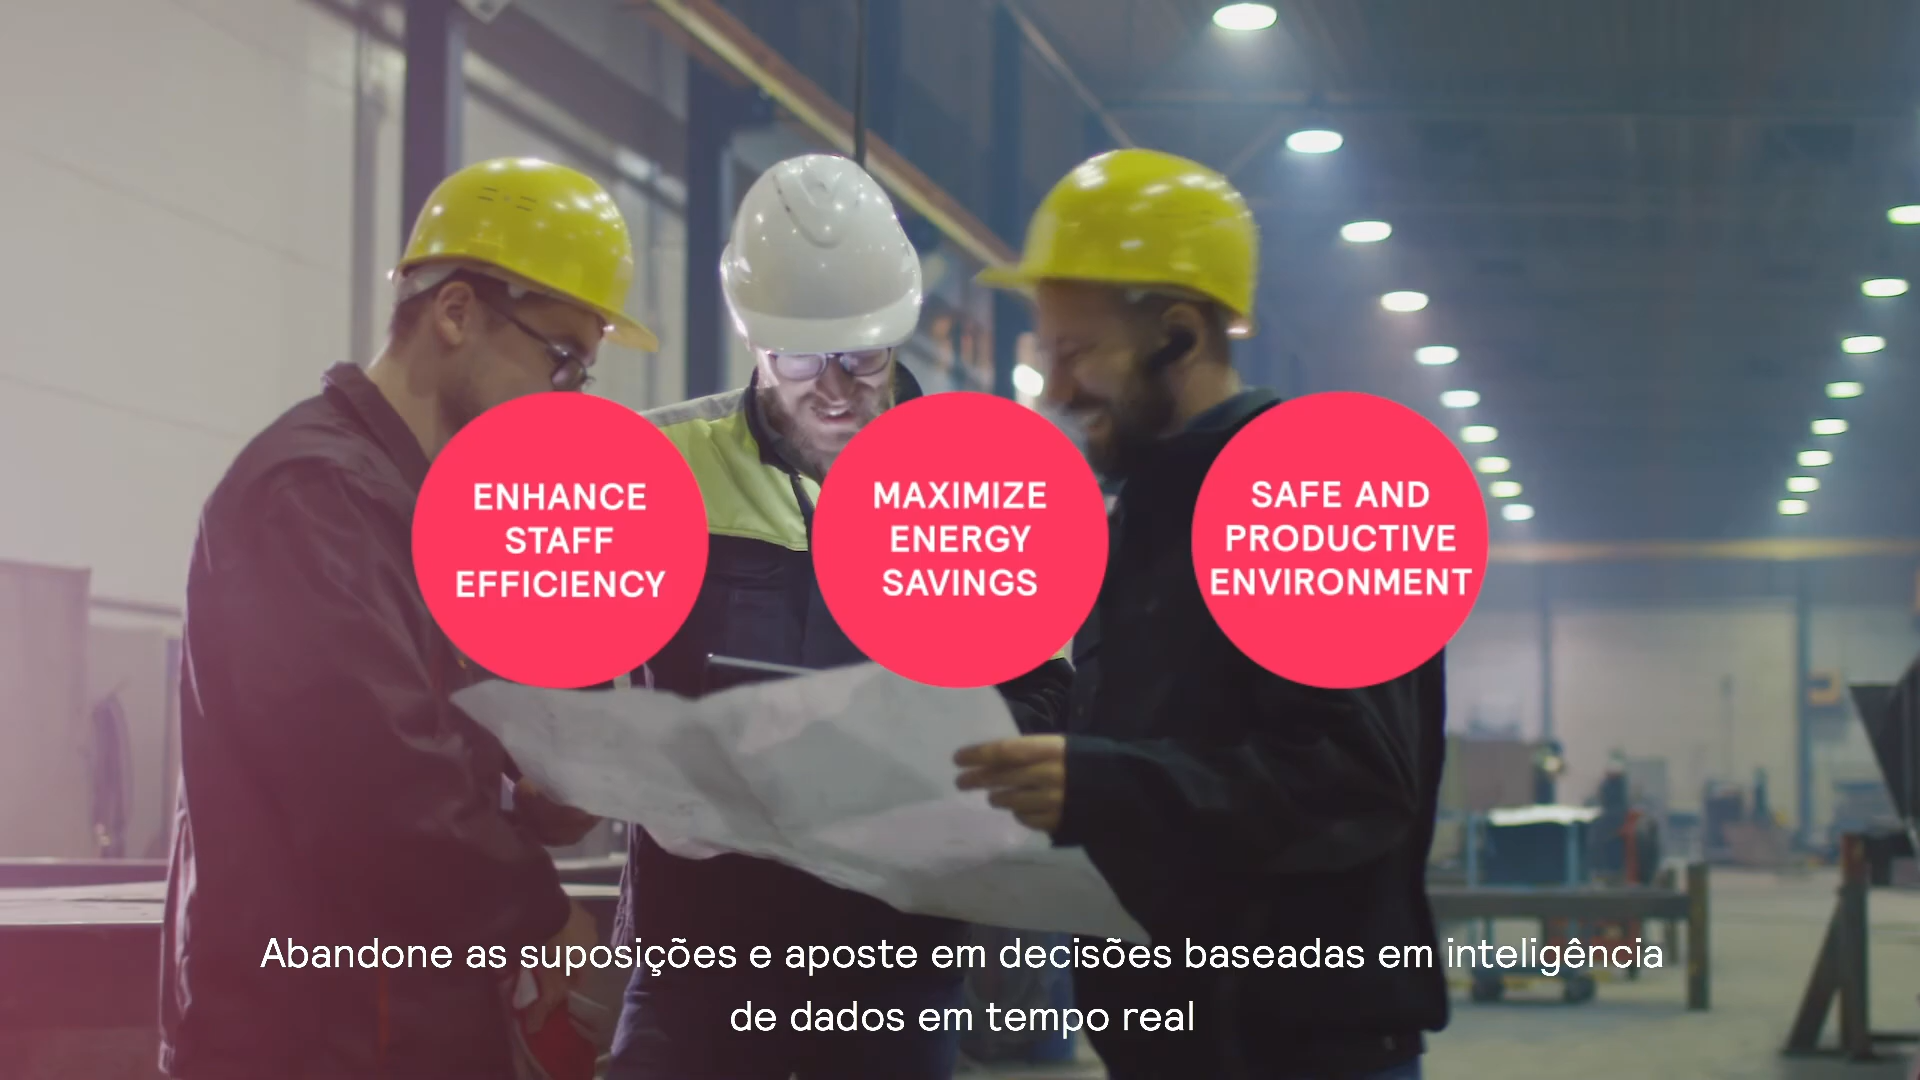 ENHANCE
STAFF
EFFICIENCY
MAXIMIZE
ENERGY
SAVINGS
SAFE AND
PRODUCTIVE
ENVIRONMENT
Abandone as suposições e aposte em decisões baseadas em inteligência
de dados em tempo real